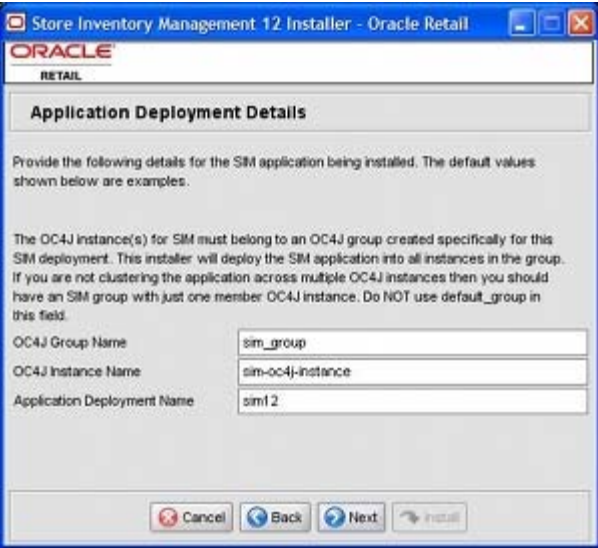 Store Inventory Management 12 Installer - Oracle Retail
ORACLE
RETAIL
Application Deployment Details
Provide the following details for the SIM application being installed. The default values
shown below are examples.
The OC4J instance(s) for SIM must belong to an OC4J group created specifically for this
SIM deployment. This installer will deploy the SIM application into all instances in the group.
If you are not clustering the application across multiple OC4J instances then you should
have an SIM group with just one member OC4J instance. Do NOT use default_group in
this field.
OC4J Group Name sim_group
OC4J Instance Name sim-oc4j-instance
Application Deployment Name sim12
Cancel Back Next Install